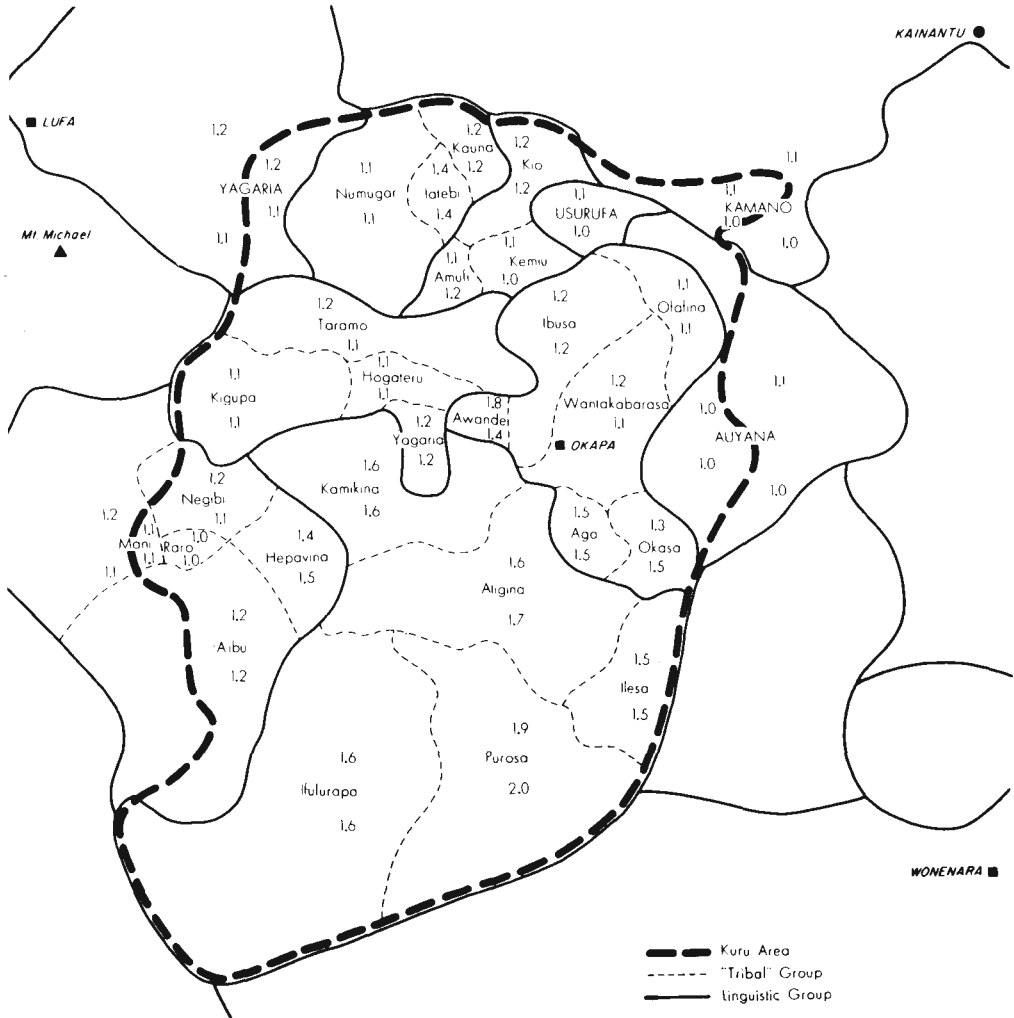 KAINANTU
LUFA
1.2
1.2
YAGARIA
1.1
1.1
Mt. Michael
1.1
Numugar
1.1
1.2
Kauna
1.2
1.4
Iatebi
1.4
1.2
Kio
1.2
1.1
USURUFA
1.0
1.1
1.1
KAMANO
1.0
1.0
1.1
Amufi
1.2
1.1
Kemiu
1.0
1.2
Taramo
1.1
1.2
Ibusa
1.2
1.1
Ofafina
1.1
1.1
Kigupa
1.1
1.1
Hogateru
1.1
1.2
Yagaria
1.2
1.8
Awande
1.4
1.2
Wantakabarasa
1.1
OKAPA
1.1
1.0
AUYANA
1.0
1.0
1.2
Negibi
1.1
1.6
Kamikina
1.6
1.2
1.1
Mani
1.1
1.1
1.0
Raro
1.0
1.4
Hepavina
1.5
1.5
Aga
1.5
1.3
Okasa
1.5
1.6
Atigina
1.7
1.2
Aibu
1.2
1.5
Ilesa
1.5
1.6
Ifulurapa
1.6
1.9
Purosa
2.0
WONENARA
Kuru Area
"Tribal" Group
Linguistic Group